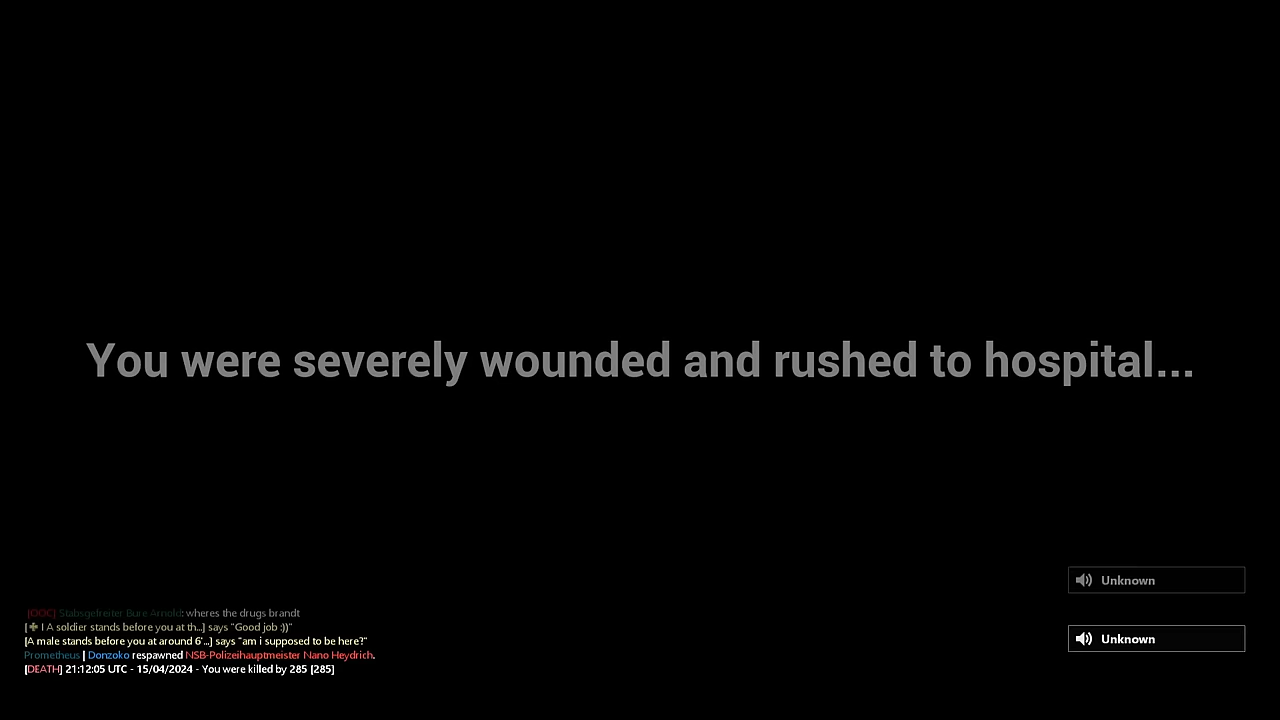 You were severely wounded and rushed to hospital...
Unknown
[OOC] Stabsgefreiter Bure Arnold: wheres the drugs brandt
[✠ | A soldier stands before you at th...] says "Good job :))"
[A male stands before you at around 6'...] says "am i supposed to be here?"
Unknown
Prometheus | Donzoko respawned NSB-Polizeihauptmeister Nano Heydrich.
[DEATH] 21:12:05 UTC - 15/04/2024 - You were killed by 285 [285]